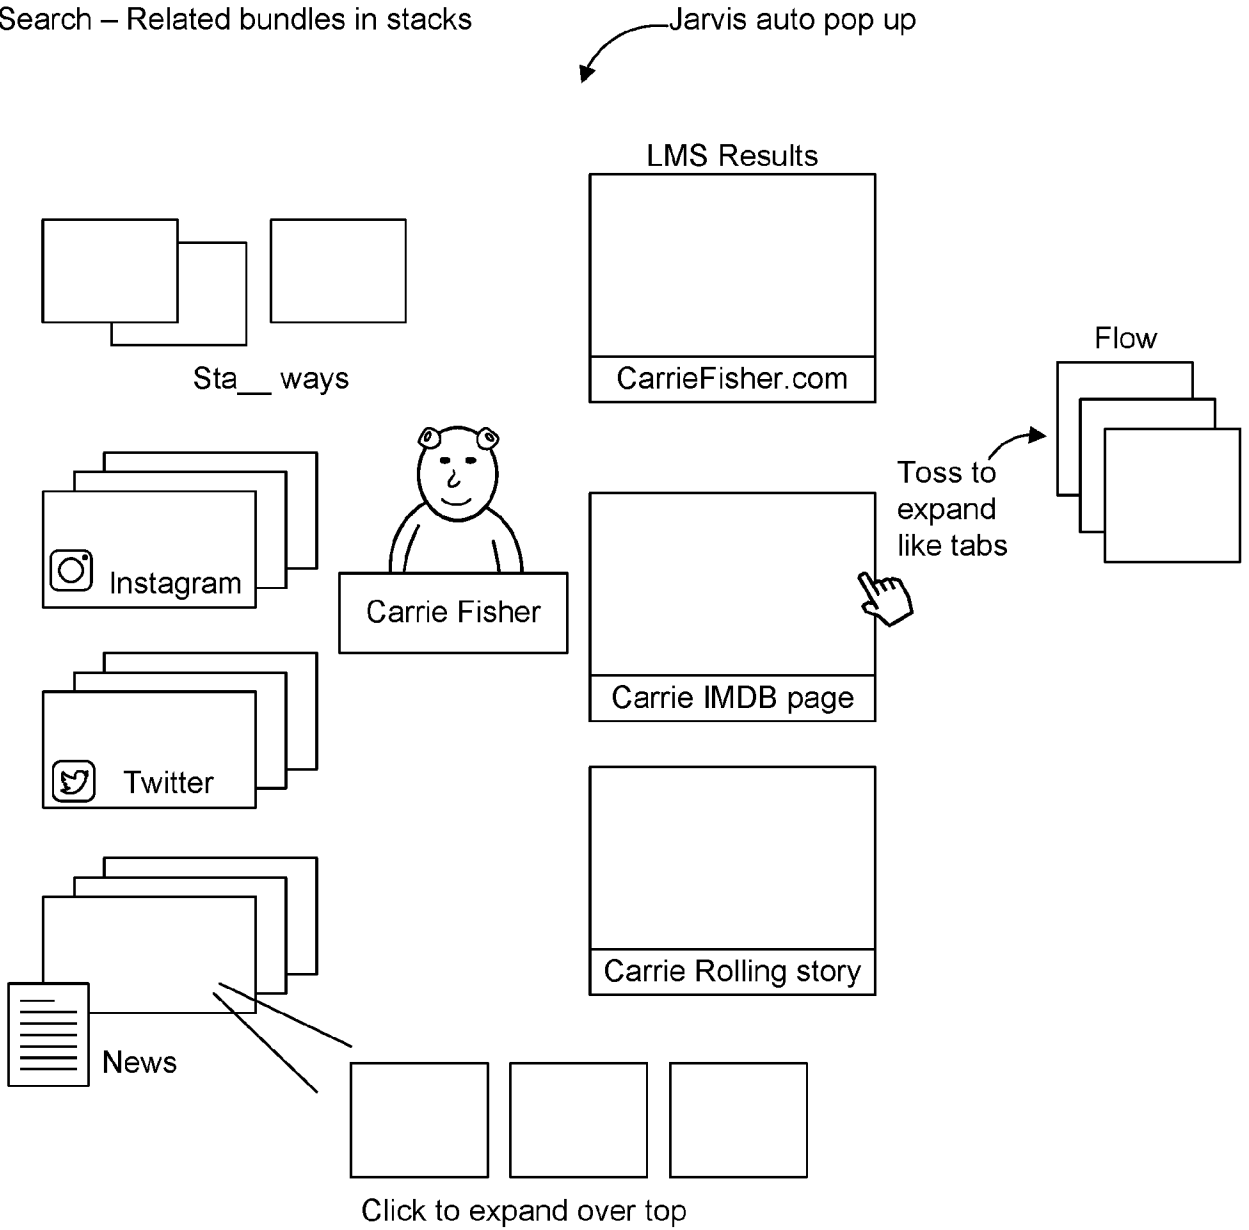 Search – Related bundles in stacks
Jarvis auto pop up
LMS Results
Sta__ ways
CarrieFisher.com
Flow
Toss to
expand
like tabs
Instagram
Carrie Fisher
Carrie IMDB page
Twitter
Carrie Rolling story
News
Click to expand over top